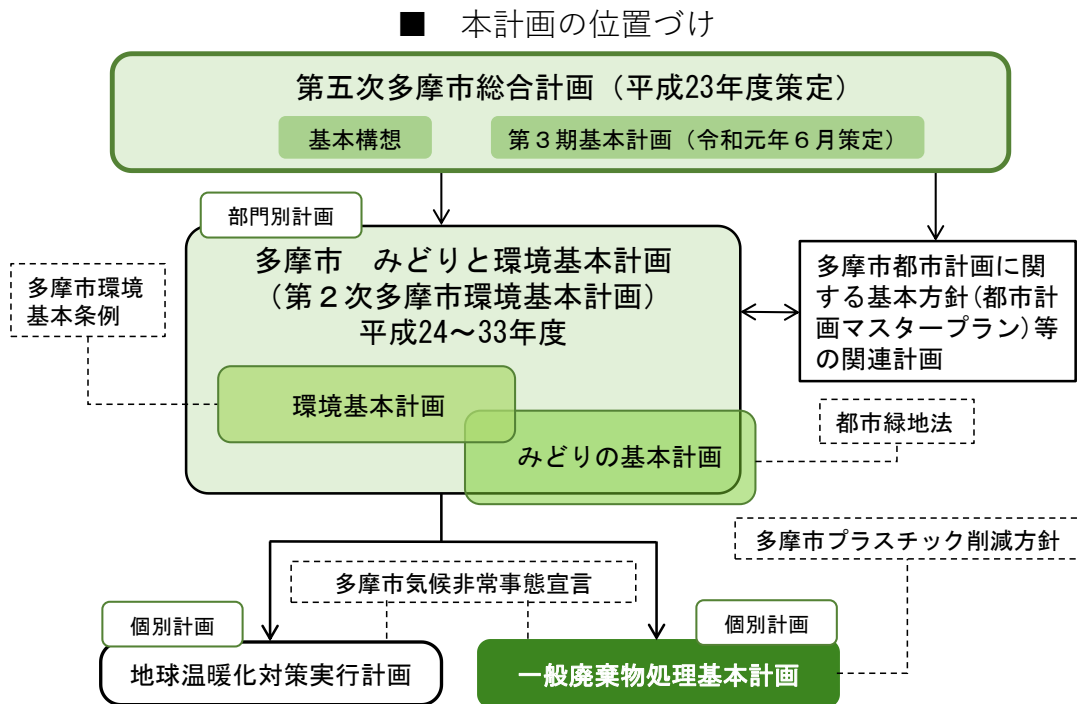 ■　本計画の位置づけ
第五次多摩市総合計画（平成23年度策定）
基本構想
第３期基本計画（令和元年６月策定）
部門別計画
多摩市　みどりと環境基本計画
（第２次多摩市環境基本計画）
平成24～33年度
多摩市環境
基本条例
多摩市都市計画に関
する基本方針(都市計
画マスタープラン)等
の関連計画
環境基本計画
都市緑地法
みどりの基本計画
多摩市プラスチック削減方針
多摩市気候非常事態宣言
個別計画
地球温暖化対策実行計画
個別計画
一般廃棄物処理基本計画